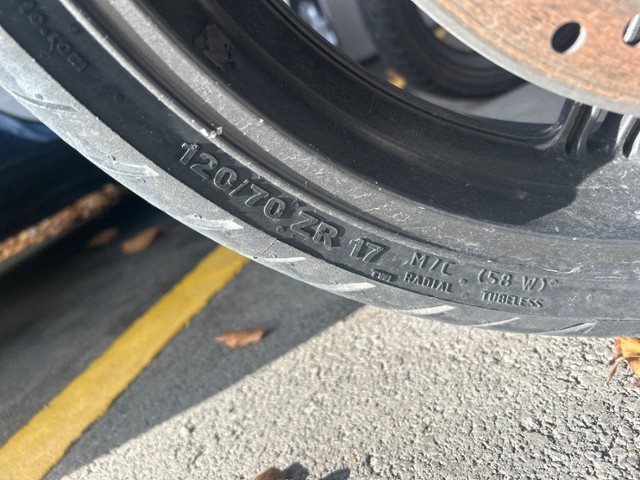 120/70 ZR 17 M/C (58 W)
TWI RADIAL TUBELESS